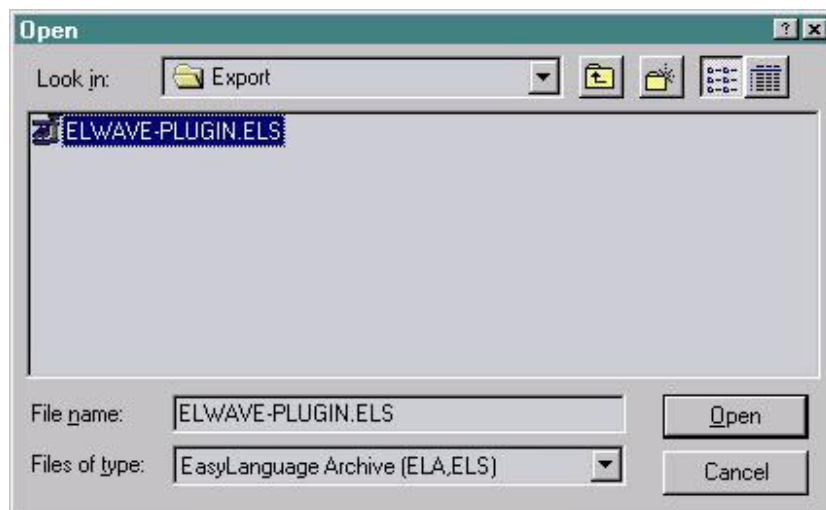 Open
Look in: Export
ELWAVE-PLUGIN.ELS
File name: ELWAVE-PLUGIN.ELS Open
Files of type: EasyLanguage Archive (ELA,ELS) Cancel